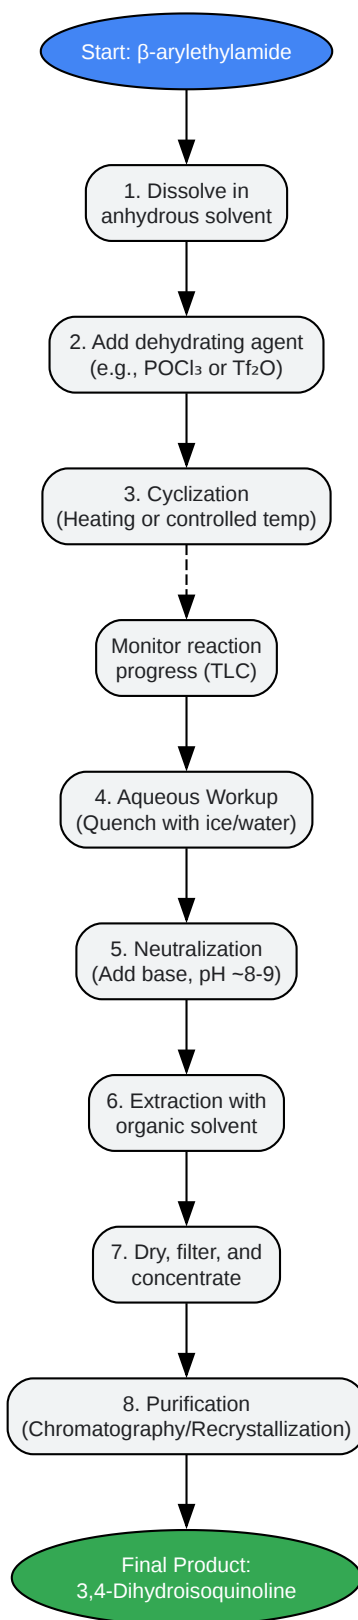 Start: β-arylethylamide
1. Dissolve in
anhydrous solvent
2. Add dehydrating agent
(e.g., POCl₃ or Tf₂O)
3. Cyclization
(Heating or controlled temp)
Monitor reaction
progress (TLC)
4. Aqueous Workup
(Quench with ice/water)
5. Neutralization
(Add base, pH ~8-9)
6. Extraction with
organic solvent
7. Dry, filter, and
concentrate
8. Purification
(Chromatography/Recrystallization)
Final Product:
3,4-Dihydroisoquinoline